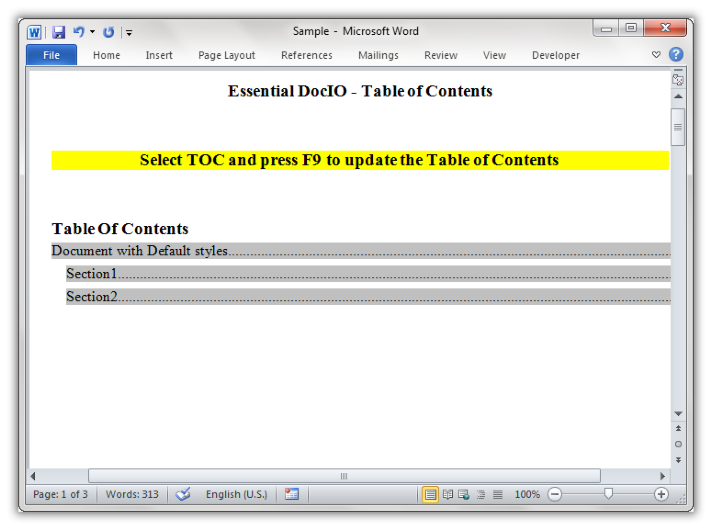 Sample - Microsoft Word
File Home Insert Page Layout References Mailings Review View Developer
Essential DocIO - Table of Contents
Select TOC and press F9 to update the Table of Contents
Table Of Contents
Document with Default styles
Section1
Section2
Page: 1 of 3 Words: 313 English (U.S.) 100%